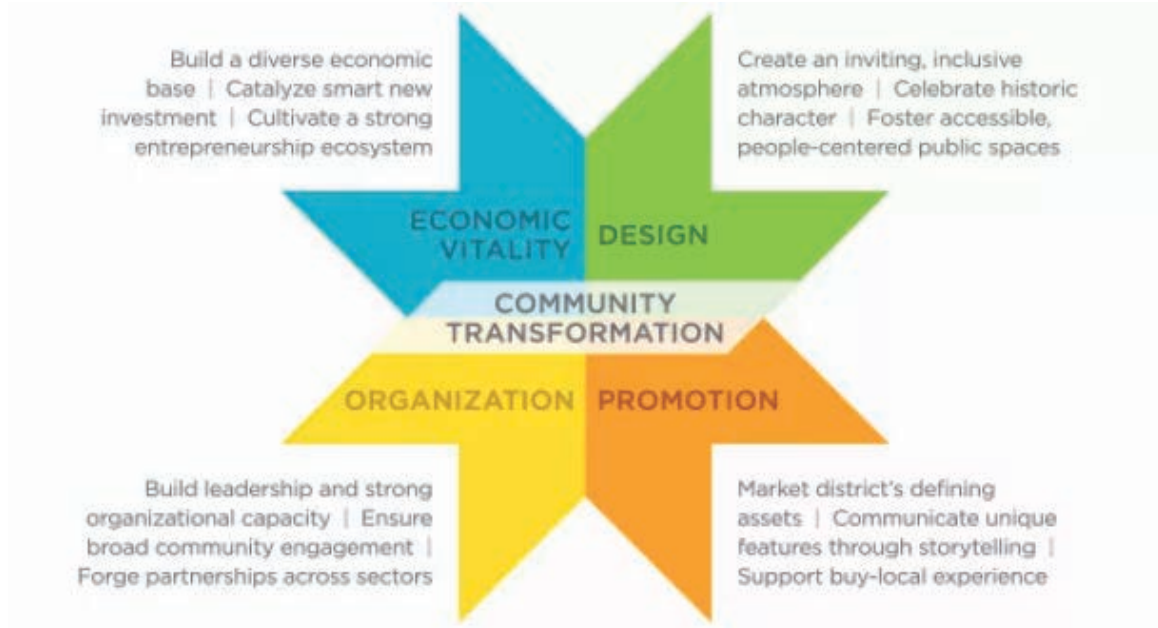 Build a diverse economic
base | Catalyze smart new
investment | Cultivate a strong
entrepreneurship ecosystem
Create an inviting, inclusive
atmosphere | Celebrate historic
character | Foster accessible,
people-centered public spaces
ECONOMIC
VITALITY
DESIGN
COMMUNITY
TRANSFORMATION
ORGANIZATION
PROMOTION
Build leadership and strong
organizational capacity | Ensure
broad community engagement |
Forge partnerships across sectors
Market district's defining
assets | Communicate unique
features through storytelling |
Support buy-local experience